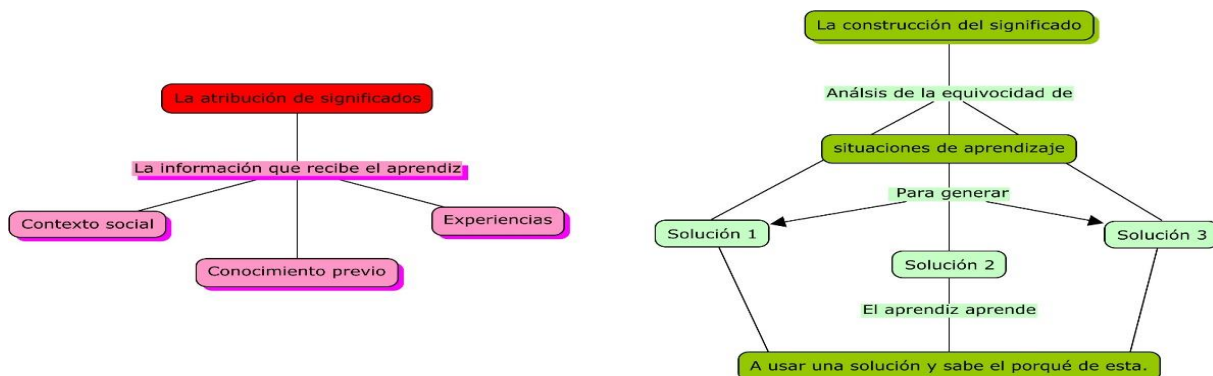 La atribución de significados
La información que recibe el aprendiz
Contexto social
Experiencias
Conocimiento previo
La construcción del significado
Análsis de la equivocidad de
situaciones de aprendizaje
Para generar
Solución 1
Solución 2
Solución 3
El aprendiz aprende
A usar una solución y sabe el porqué de esta.